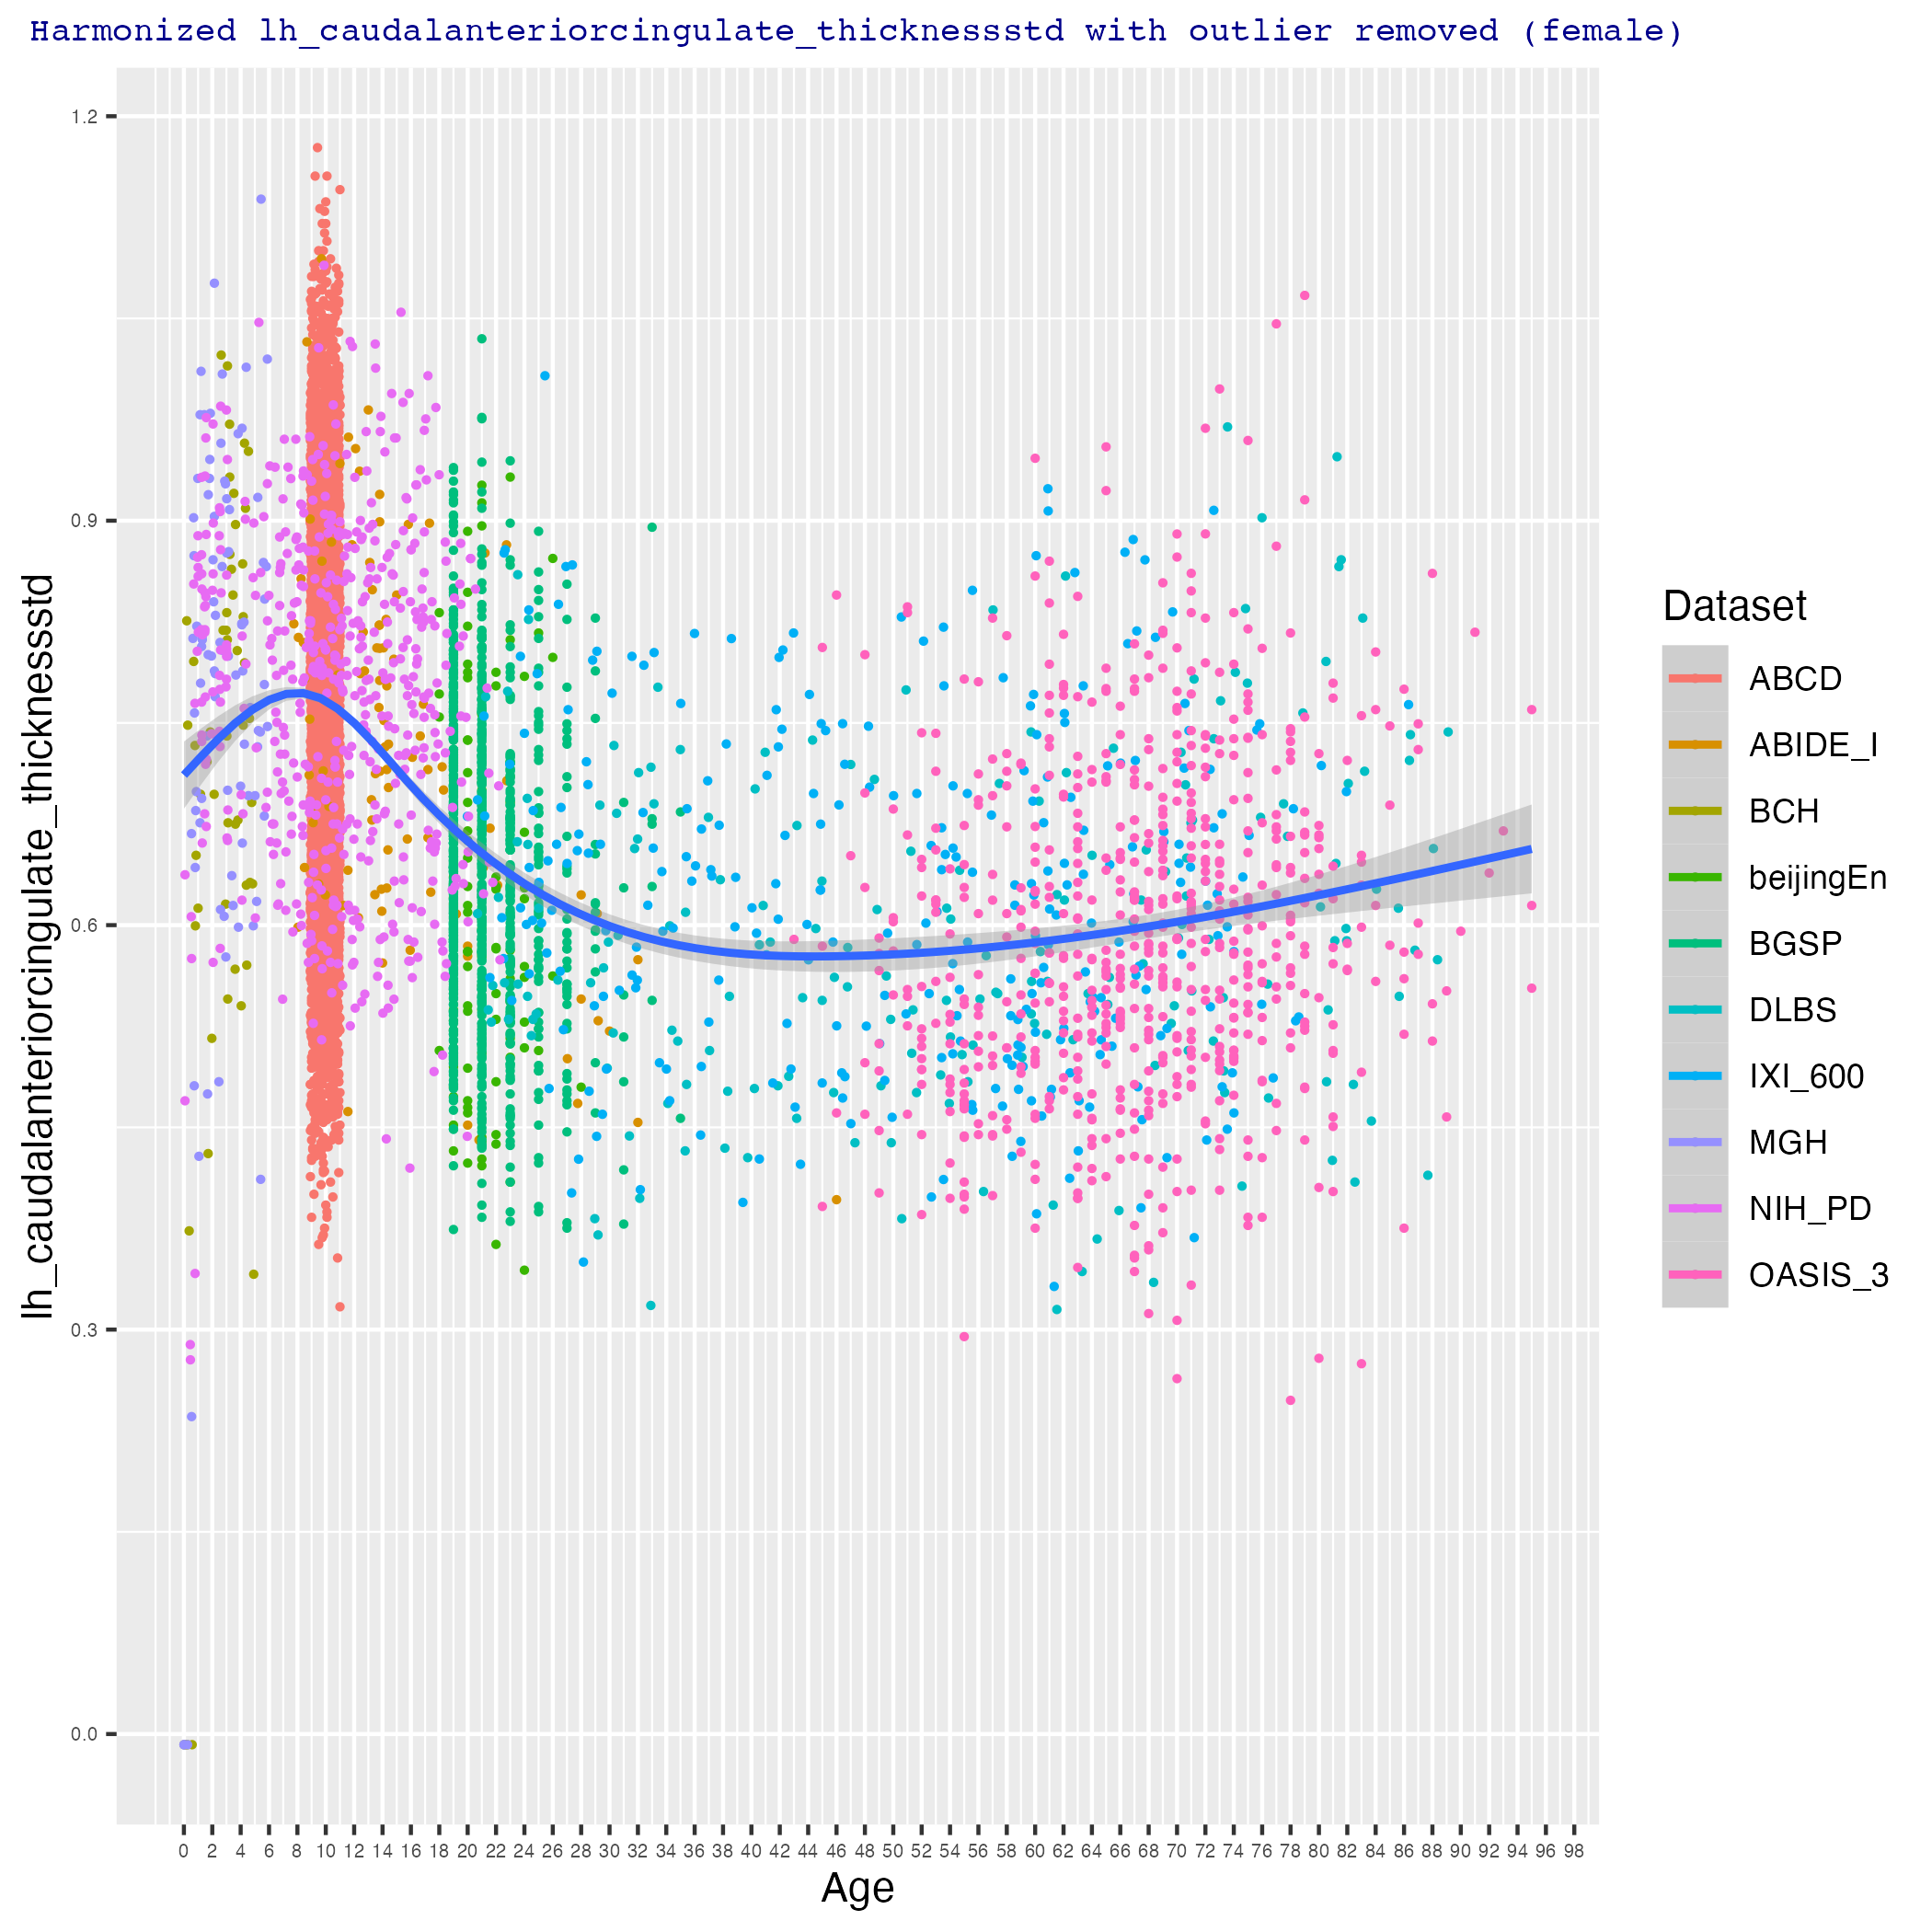 Harmonized lh_caudalanteriorcingulate_thicknessstd with outlier removed (female)
lh_caudalanteriorcingulate_thicknessstd
1.2
0.9
0.6
0.3
0.0
0 2 4 6 8 10 12 14 16 18 20 22 24 26 28 30 32 34 36 38 40 42 44 46 48 50 52 54 56 58 60 62 64 66 68 70 72 74 76 78 80 82 84 86 88 90 92 94 96 98
Age
Dataset
ABCD
ABIDE_I
BCH
beijingEn
BGSP
DLBS
IXI_600
MGH
NIH_PD
OASIS_3